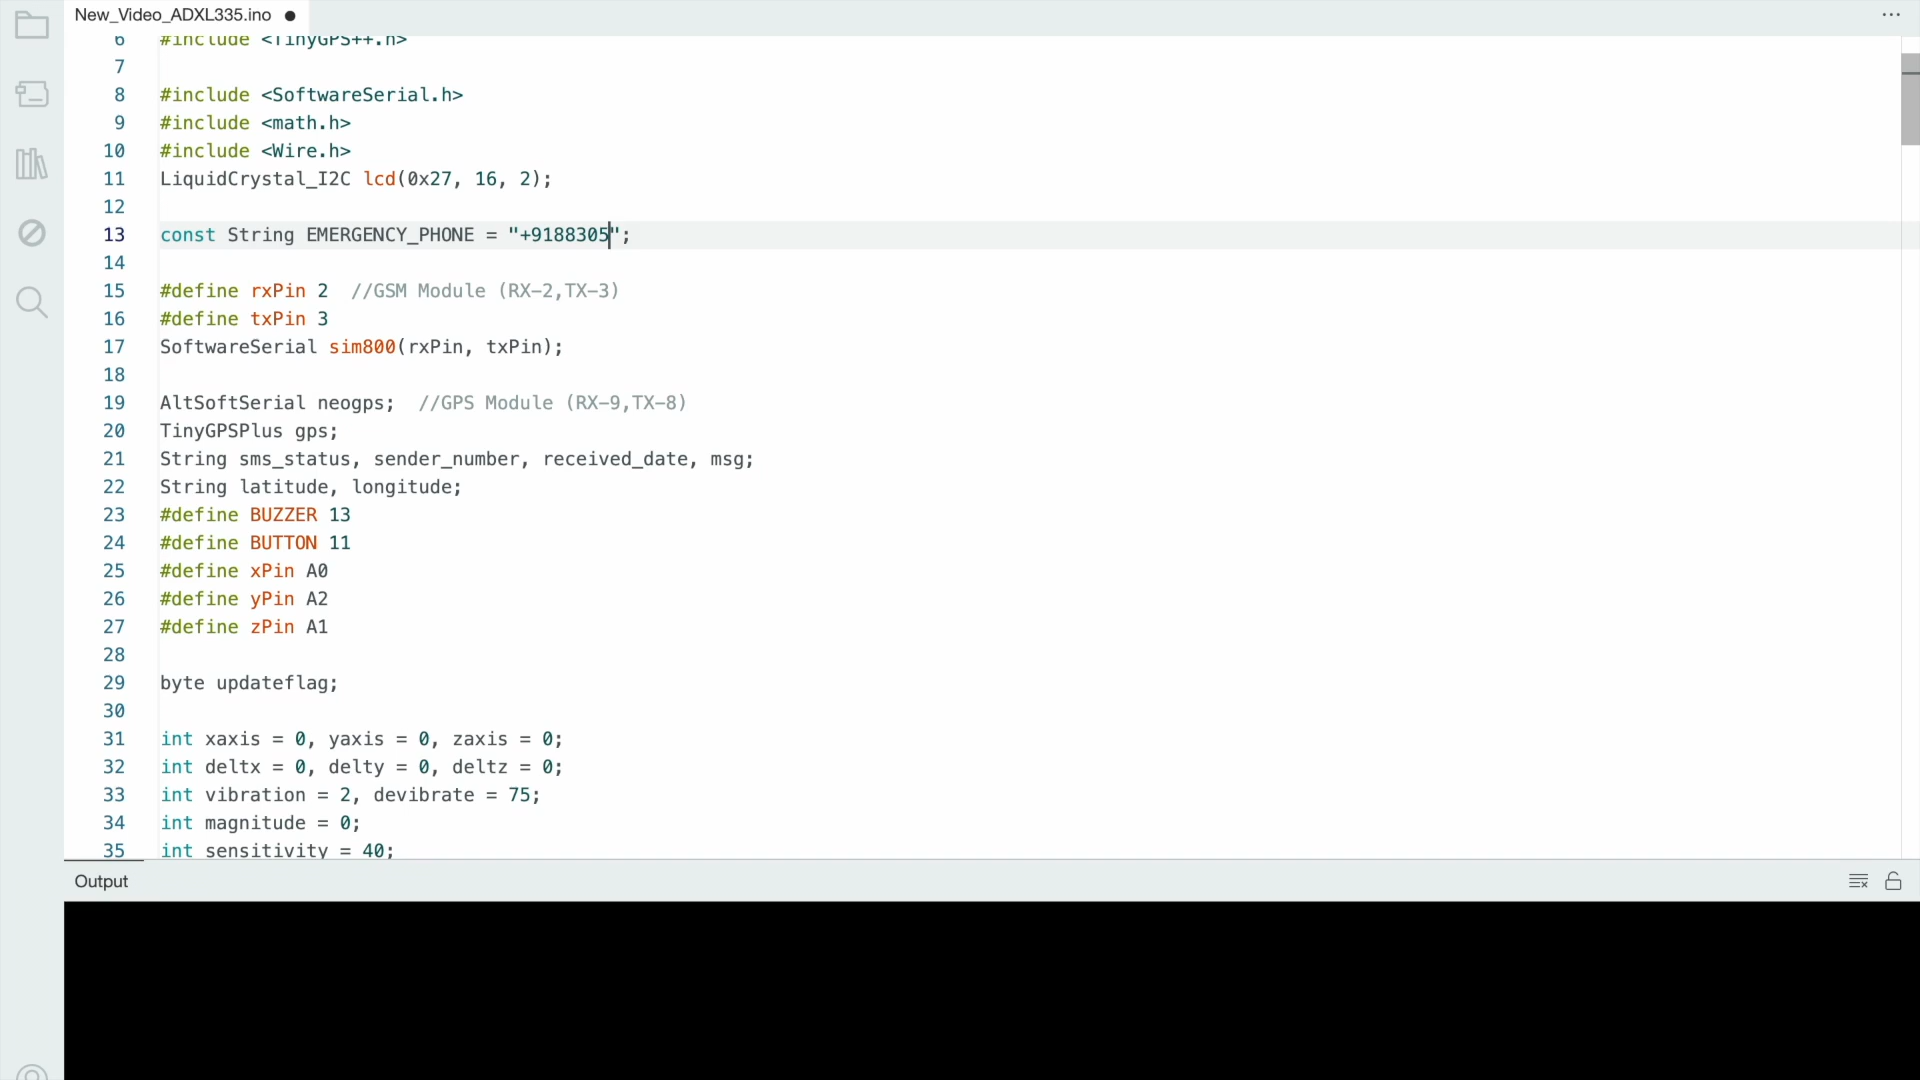 New_Video_ADXL335.ino
6 #include <TinyGPS++.h>
7
8 #include <SoftwareSerial.h>
9 #include <math.h>
10 #include <Wire.h>
11 LiquidCrystal_I2C lcd(0x27, 16, 2);
12
13 const String EMERGENCY_PHONE = "+9188305";
14
15 #define rxPin 2  //GSM Module (RX-2,TX-3)
16 #define txPin 3
17 SoftwareSerial sim800(rxPin, txPin);
18
19 AltSoftSerial neogps;  //GPS Module (RX-9,TX-8)
20 TinyGPSPlus gps;
21 String sms_status, sender_number, received_date, msg;
22 String latitude, longitude;
23 #define BUZZER 13
24 #define BUTTON 11
25 #define xPin A0
26 #define yPin A2
27 #define zPin A1
28
29 byte updateflag;
30
31 int xaxis = 0, yaxis = 0, zaxis = 0;
32 int deltx = 0, delty = 0, deltz = 0;
33 int vibration = 2, devibrate = 75;
34 int magnitude = 0;
35 int sensitivity = 40;
Output